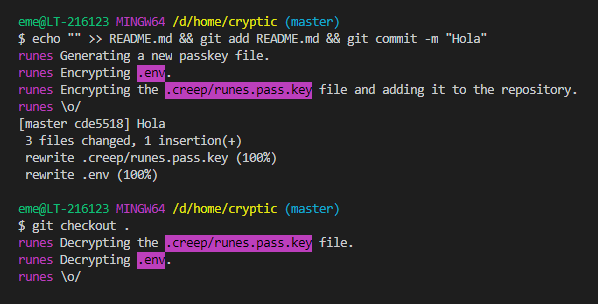 eme@LT-216123 MINGW64 /d/home/cryptic (master)
$ echo "" >> README.md && git add README.md && git commit -m "Hola"
runes Generating a new passkey file.
runes Encrypting .env.
runes Encrypting the .creep/runes.pass.key file and adding it to the repository.
runes \o/
[master cde5518] Hola
 3 files changed, 1 insertion(+)
 rewrite .creep/runes.pass.key (100%)
 rewrite .env (100%)

eme@LT-216123 MINGW64 /d/home/cryptic (master)
$ git checkout .
runes Decrypting the .creep/runes.pass.key file.
runes Decrypting .env.
runes \o/